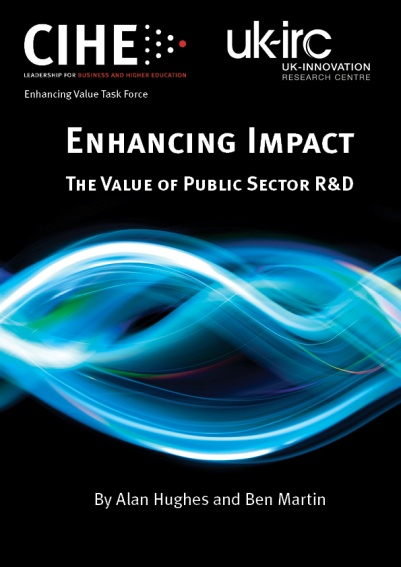 CIHE
LEADERSHIP FOR BUSINESS AND HIGHER EDUCATION
Enhancing Value Task Force
uk-irc
UK-INNOVATION
RESEARCH CENTRE
ENHANCING IMPACT
THE VALUE OF PUBLIC SECTOR R&D
By Alan Hughes and Ben Martin